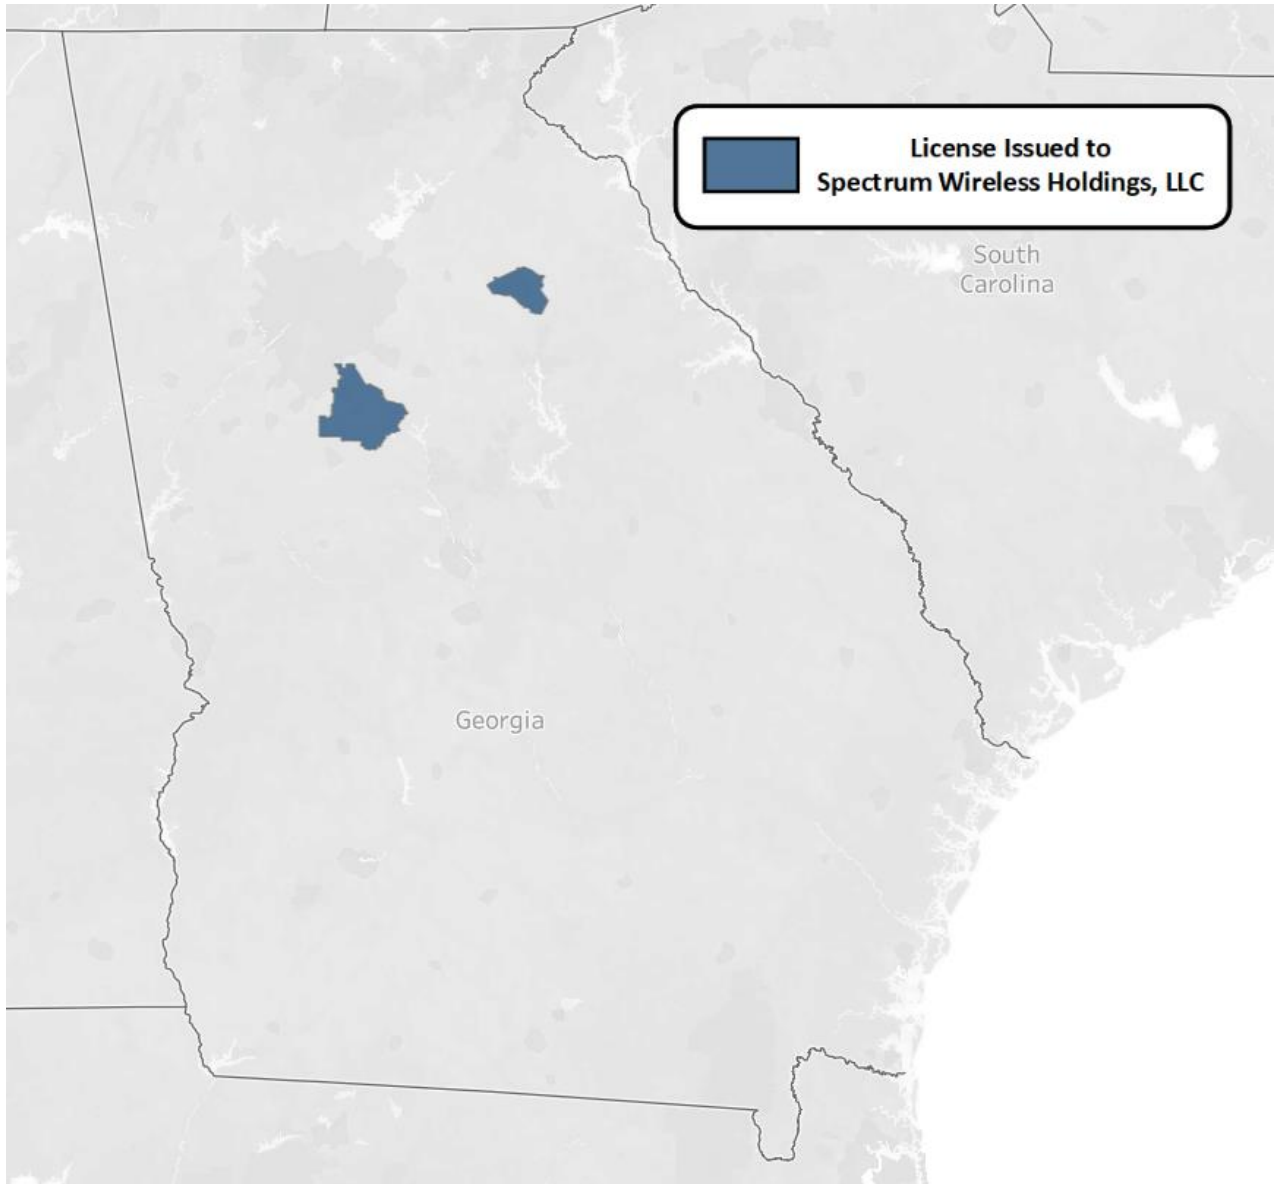 License Issued to
Spectrum Wireless Holdings, LLC
South
Carolina
Georgia